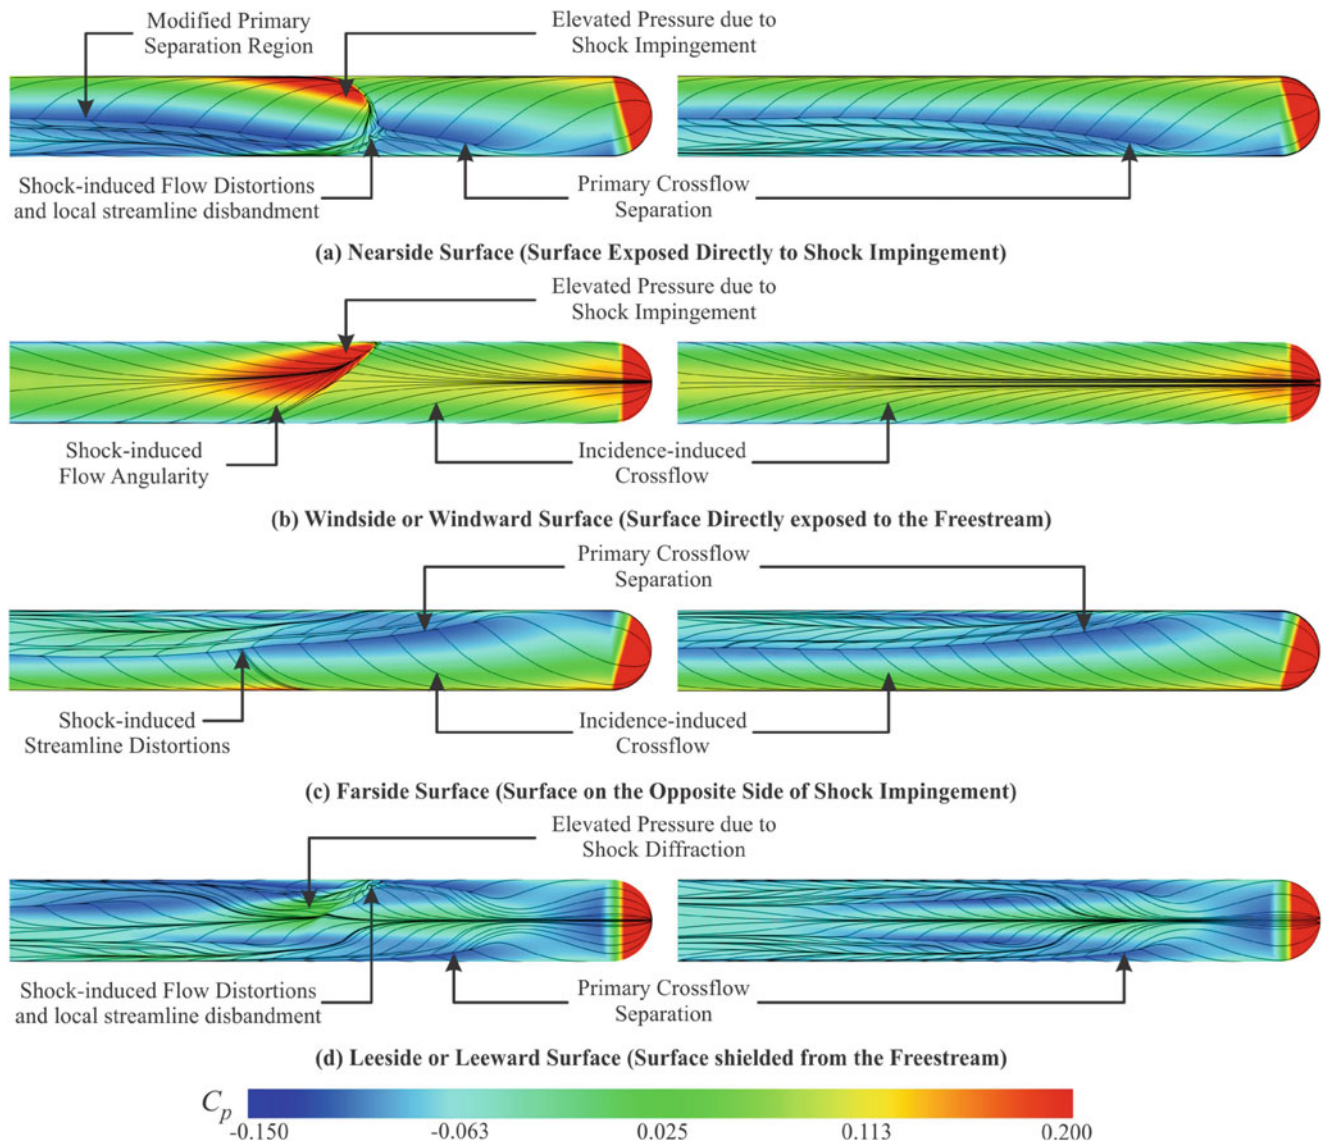 Modified Primary
Separation Region
Elevated Pressure due to
Shock Impingement
Shock-induced Flow Distortions
and local streamline disbandment
Primary Crossflow
Separation
(a) Nearside Surface (Surface Exposed Directly to Shock Impingement)
Elevated Pressure due to
Shock Impingement
Shock-induced
Flow Angularity
Incidence-induced
Crossflow
(b) Windside or Windward Surface (Surface Directly exposed to the Freestream)
Primary Crossflow
Separation
Shock-induced
Streamline Distortions
Incidence-induced
Crossflow
(c) Farside Surface (Surface on the Opposite Side of Shock Impingement)
Elevated Pressure due to
Shock Diffraction
Shock-induced Flow Distortions
and local streamline disbandment
Primary Crossflow
Separation
(d) Leeside or Leeward Surface (Surface shielded from the Freestream)
Cp
-0.150 -0.063 0.025 0.113 0.200